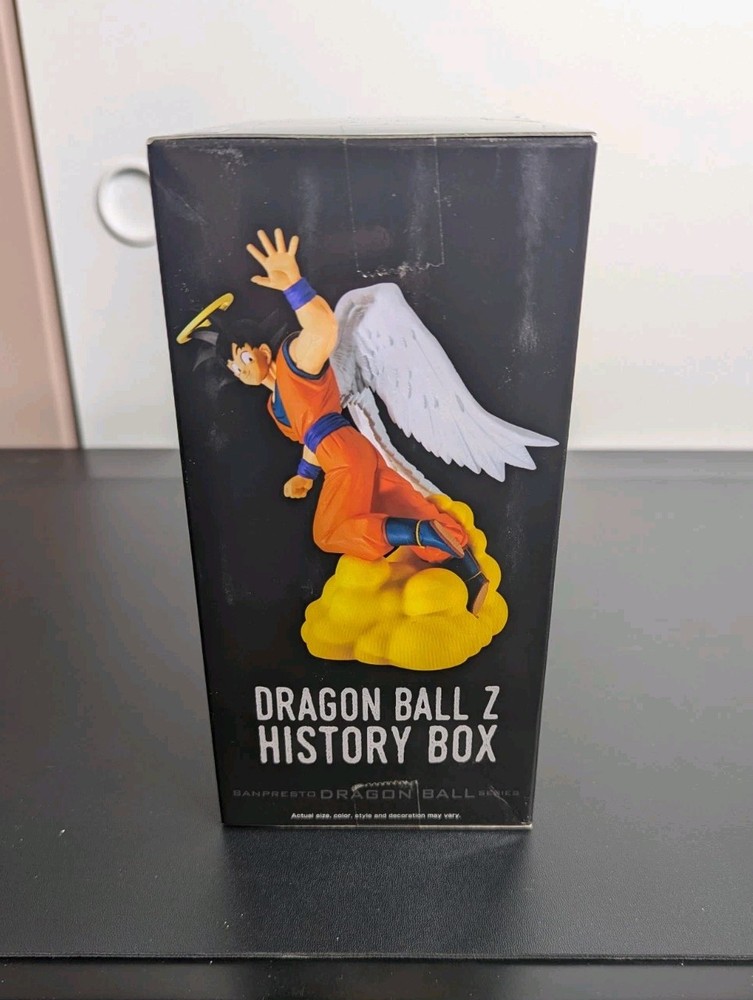 DRAGON BALL Z
HISTORY BOX
BANPRESTO DRAGON BALL SERIES
Actual size, color, style and decoration may vary.